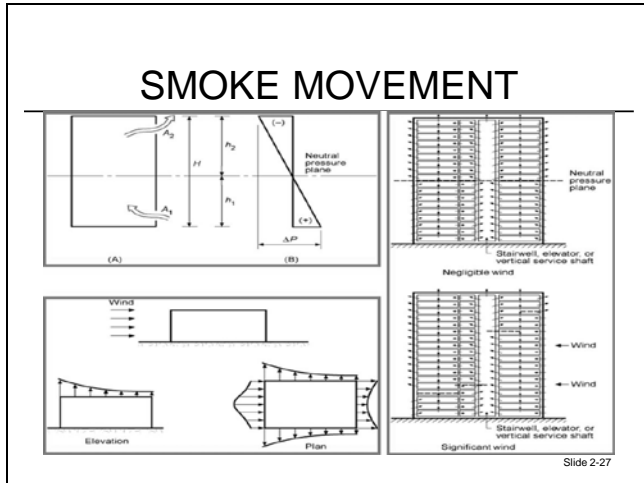 SMOKE MOVEMENT
A₂
A₁
H
h₂
h₁
(–)
Neutral
pressure
plane
(+)
ΔP
(A)
(B)
Wind
Elevation
Plan
Neutral
pressure
plane
Stairwell, elevator, or
vertical service shaft
Negligible wind
Wind
Wind
Stairwell, elevator, or
vertical service shaft
Significant wind
Slide 2-27